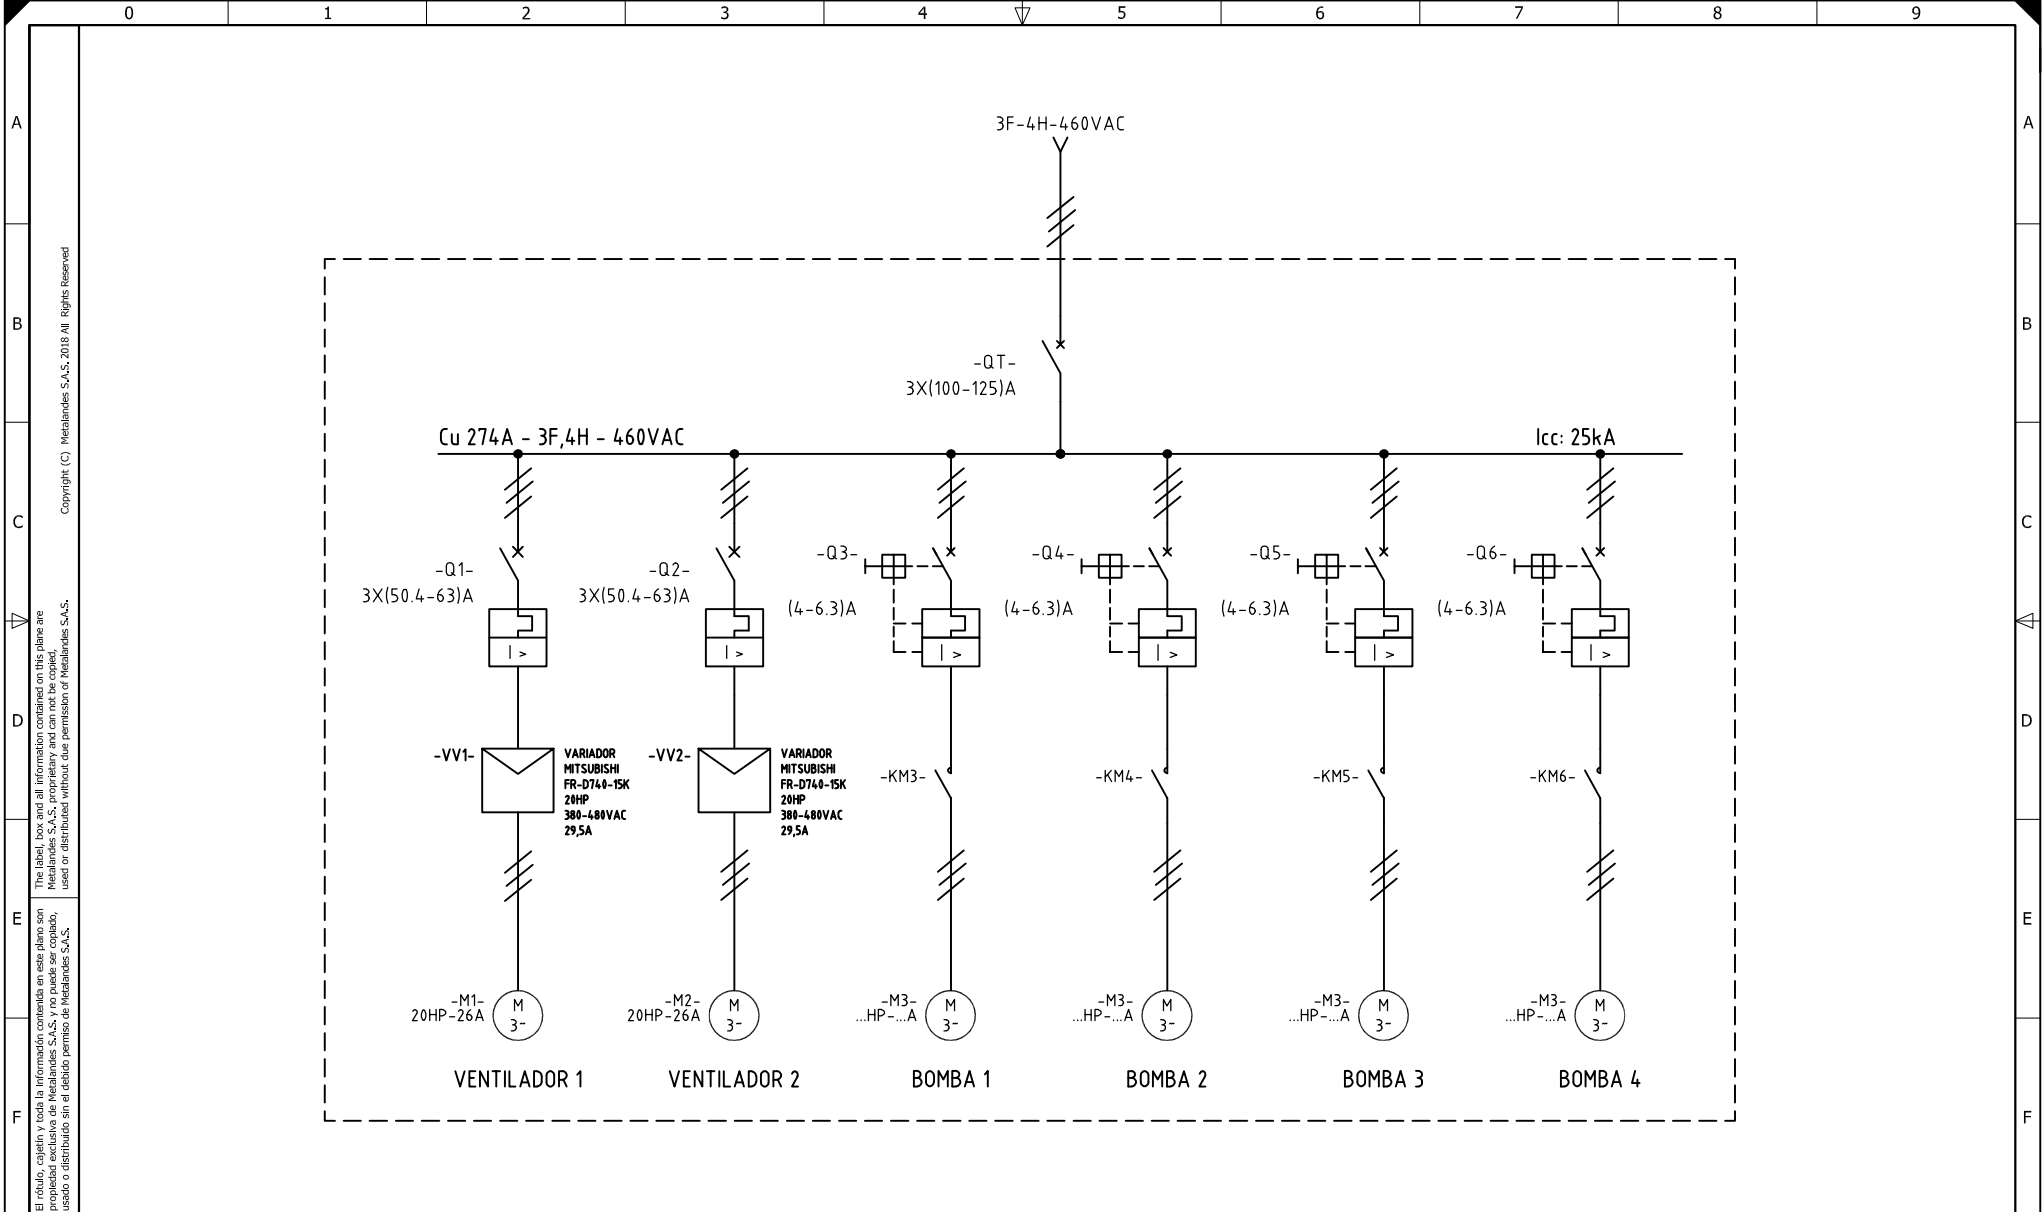 0 1 2 3 4 5 6 7 8 9
A A
B B
C C
D D
E E
F F
Copyright (C) Metalandes S.A.S. 2018 All Rights Reserved
The label, box and all information contained on this plane are
Metalandes S.A.S. proprietary and can not be copied,
used or distributed without due permission of Metalandes S.A.S.
El rótulo, cajetín y toda la información contenida en este plano son
propiedad exclusiva de Metalandes S.A.S. y no puede ser copiado,
usado o distribuido sin el debido permiso de Metalandes S.A.S.
3F-4H-460VAC
-QT-
3X(100-125)A
Cu 274A - 3F,4H - 460VAC
Icc: 25kA
-Q1-
3X(50.4-63)A
I >
-Q2-
3X(50.4-63)A
I >
-Q3-
(4-6.3)A
I >
-Q4-
(4-6.3)A
I >
-Q5-
(4-6.3)A
I >
-Q6-
(4-6.3)A
I >
-VV1-
VARIADOR
MITSUBISHI
FR-D740-15K
20HP
380-480VAC
29,5A
-VV2-
VARIADOR
MITSUBISHI
FR-D740-15K
20HP
380-480VAC
29,5A
-KM3-
-KM4-
-KM5-
-KM6-
-M1-
20HP-26A
M
3~
-M2-
20HP-26A
M
3~
-M3-
...HP-...A
M
3~
-M3-
...HP-...A
M
3~
-M3-
...HP-...A
M
3~
-M3-
...HP-...A
M
3~
VENTILADOR 1
VENTILADOR 2
BOMBA 1
BOMBA 2
BOMBA 3
BOMBA 4